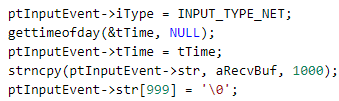 ptInputEvent->iType = INPUT_TYPE_NET;
gettimeofday(&tTime, NULL);
ptInputEvent->tTime = tTime;
strncpy(ptInputEvent->str, aRecvBuf, 1000);
ptInputEvent->str[999] = '\0';